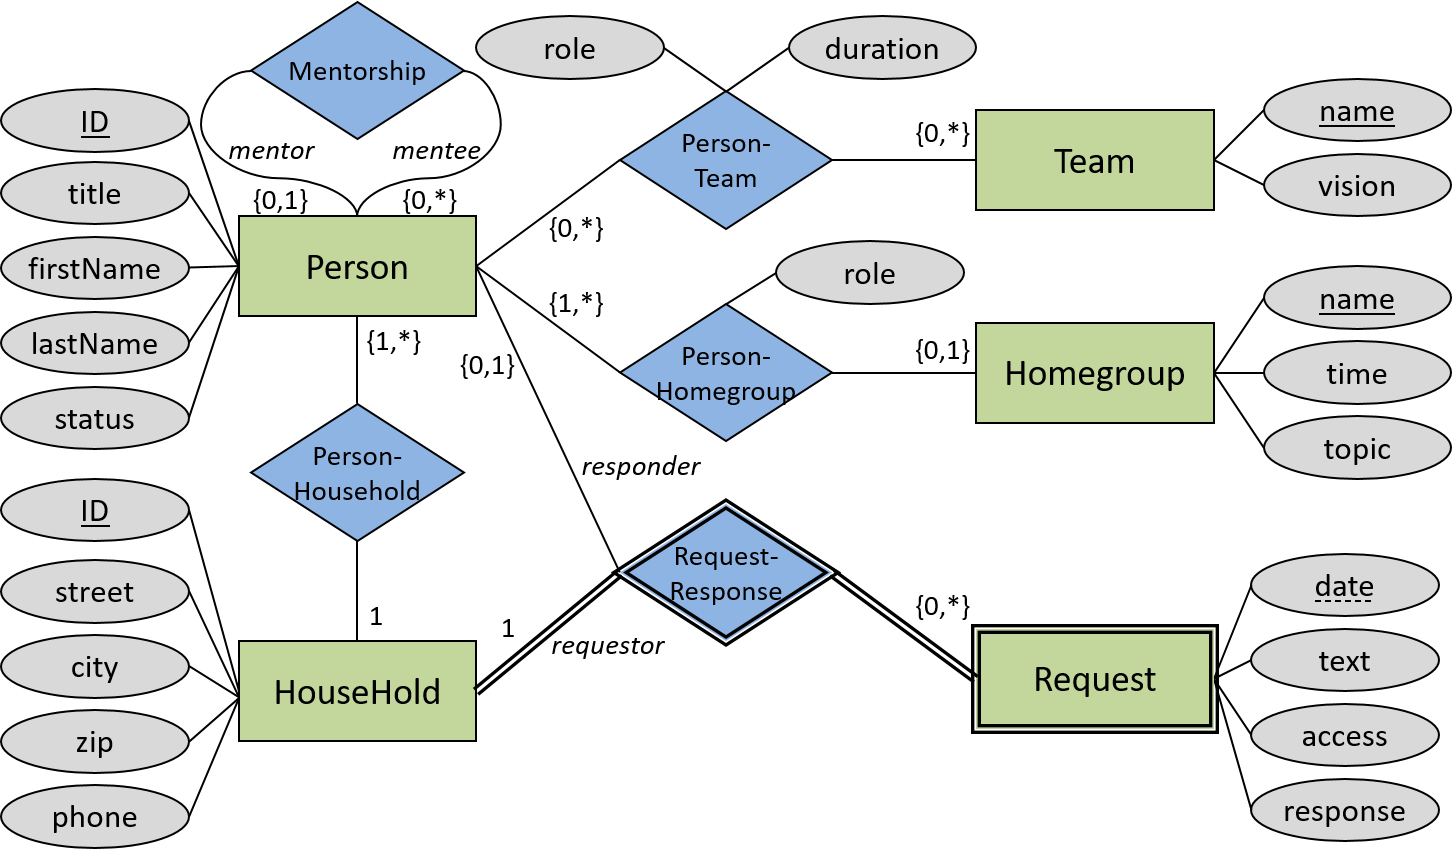 Mentorship
mentor
mentee
{0,1}
{0,*}
ID
title
firstName
lastName
status
Person
role
duration
Person-
Team
{0,*}
{0,*}
Team
name
vision
role
{1,*}
Person-
Homegroup
{0,1}
Homegroup
name
time
topic
{1,*}
{0,1}
Person-
Household
1
responder
ID
street
city
zip
phone
HouseHold
1
requestor
Request-
Response
{0,*}
Request
date
text
access
response